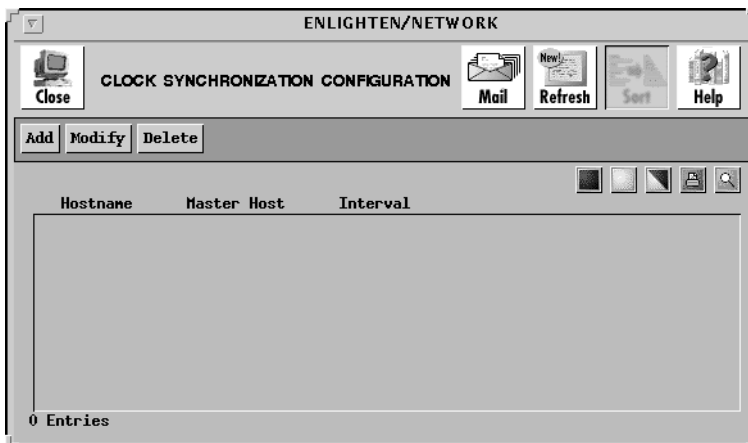 ENLIGHTEN/NETWORK
Close
CLOCK SYNCHRONIZATION CONFIGURATION
Mail
New!
Refresh
Sort
Help
Add Modify Delete
Hostname Master Host Interval
0 Entries